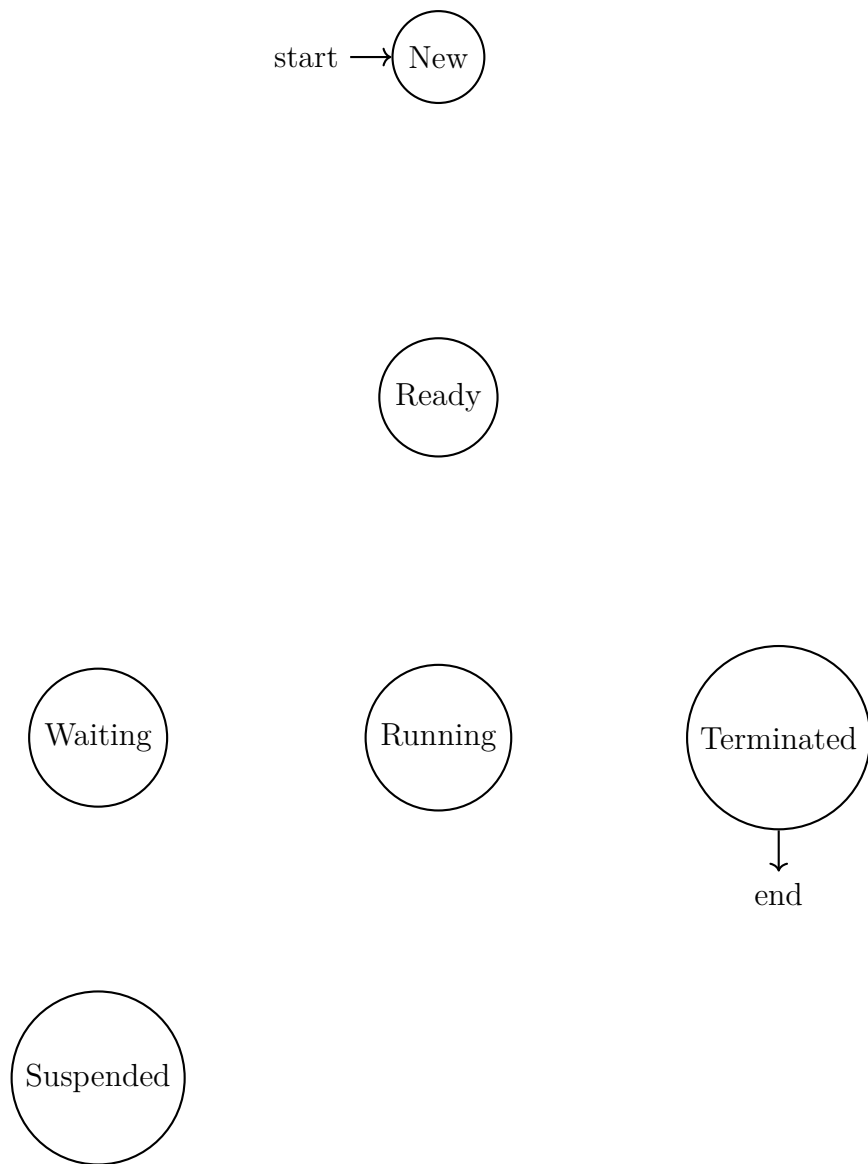 start
New
Ready
Waiting
Running
Terminated
end
Suspended